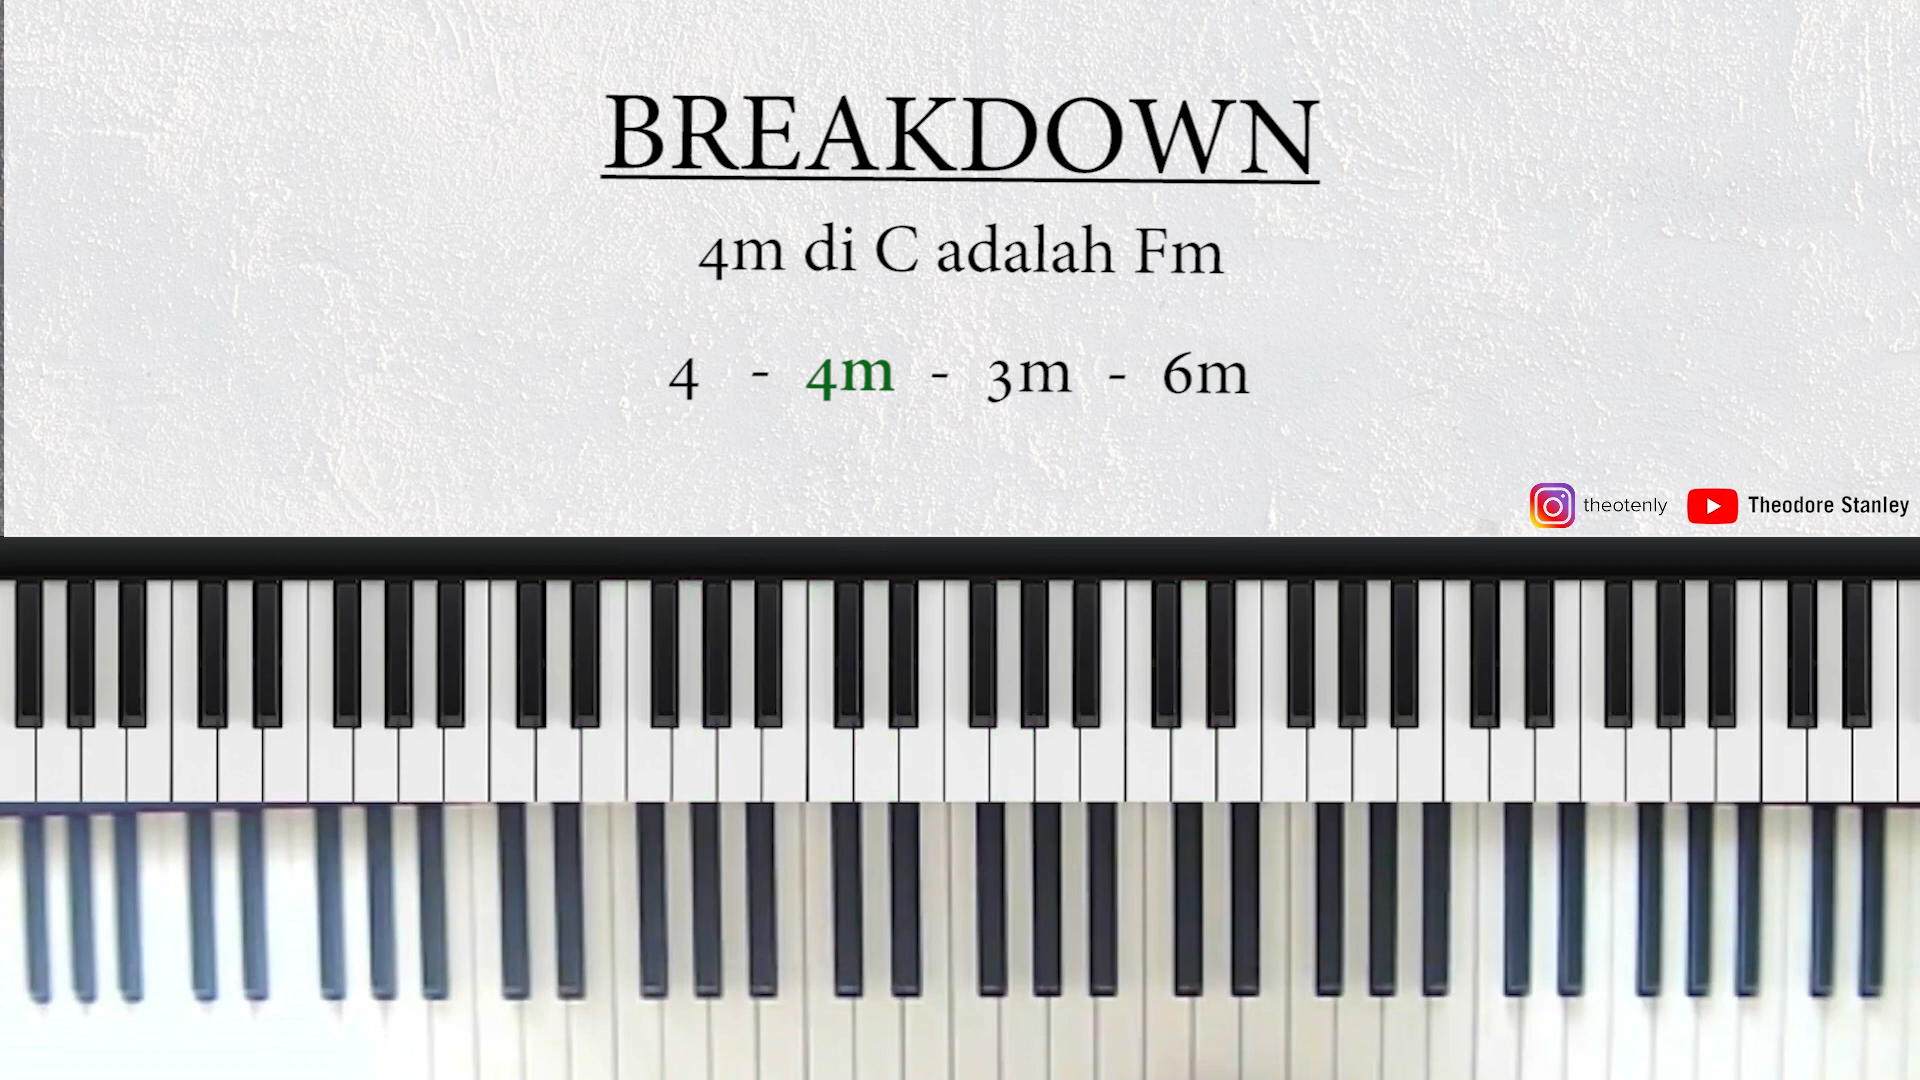 BREAKDOWN
4m di C adalah Fm
4 - 4m - 3m - 6m
theotenly Theodore Stanley